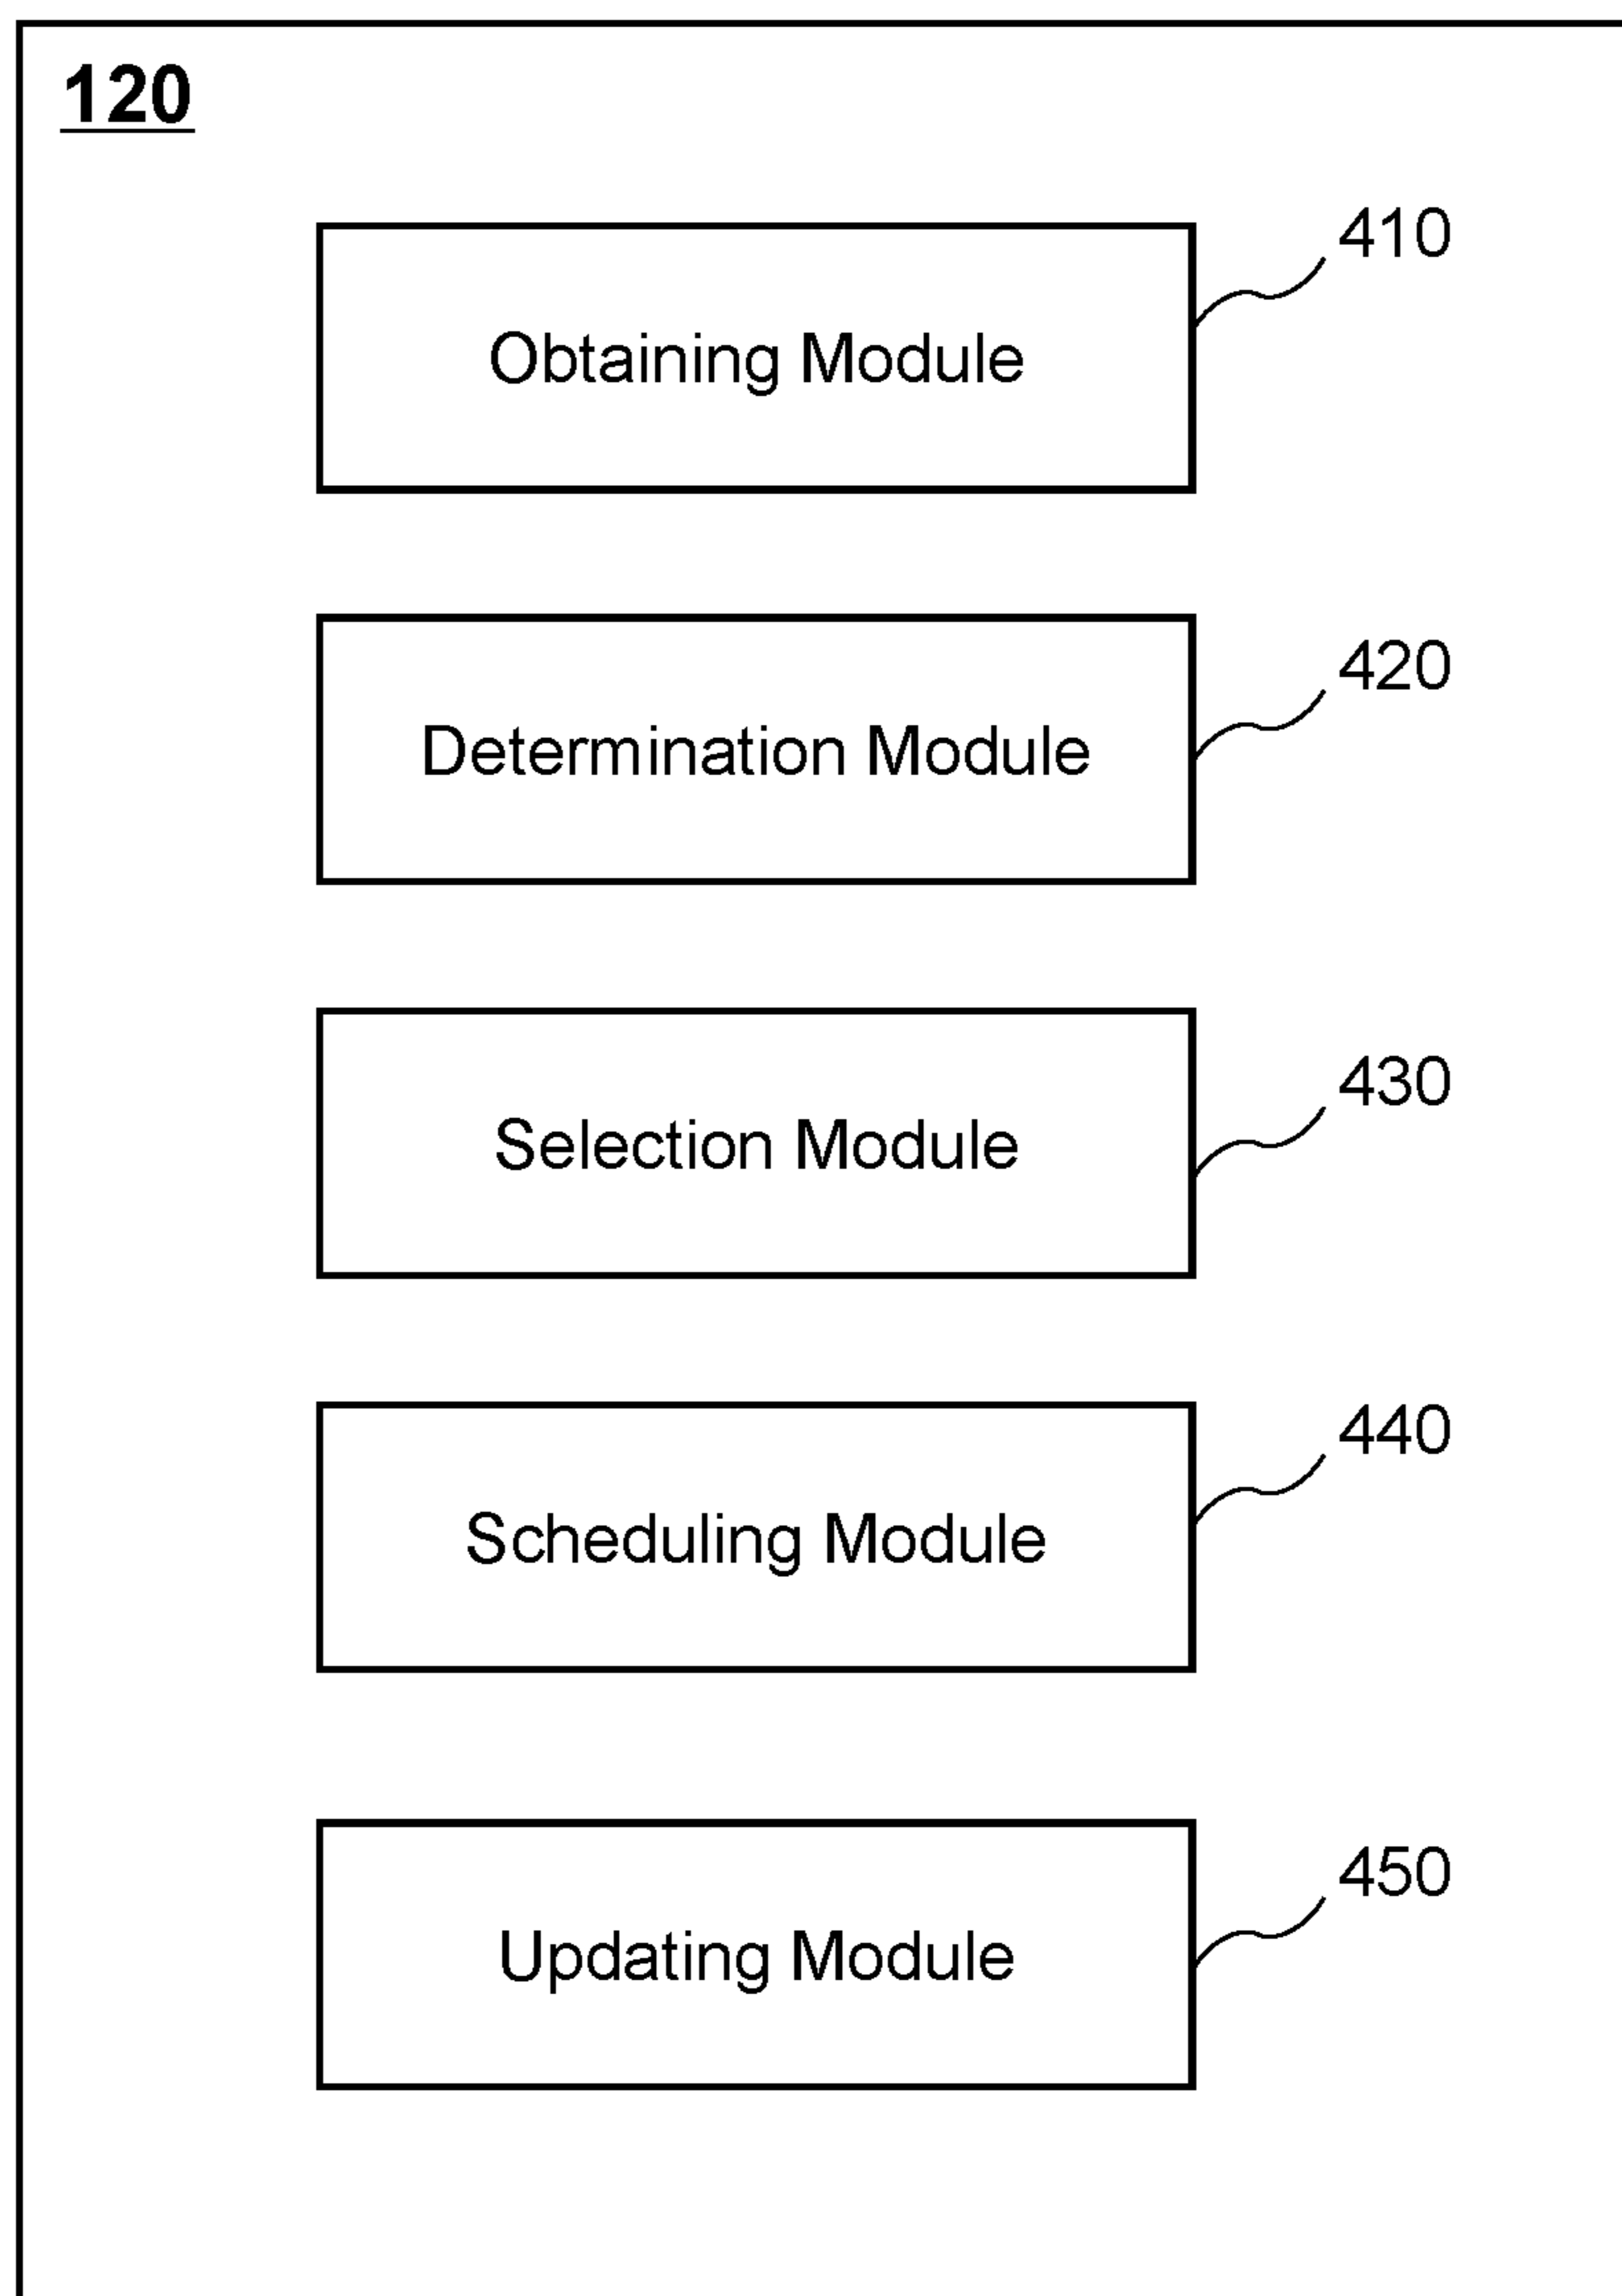 120
410
Obtaining Module
420
Determination Module
430
Selection Module
440
Scheduling Module
450
Updating Module